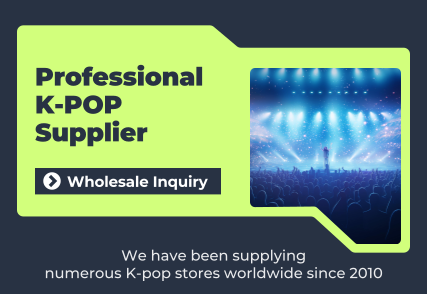 Professional
K-POP
Supplier
Wholesale Inquiry
We have been supplying
numerous K-pop stores worldwide since 2010